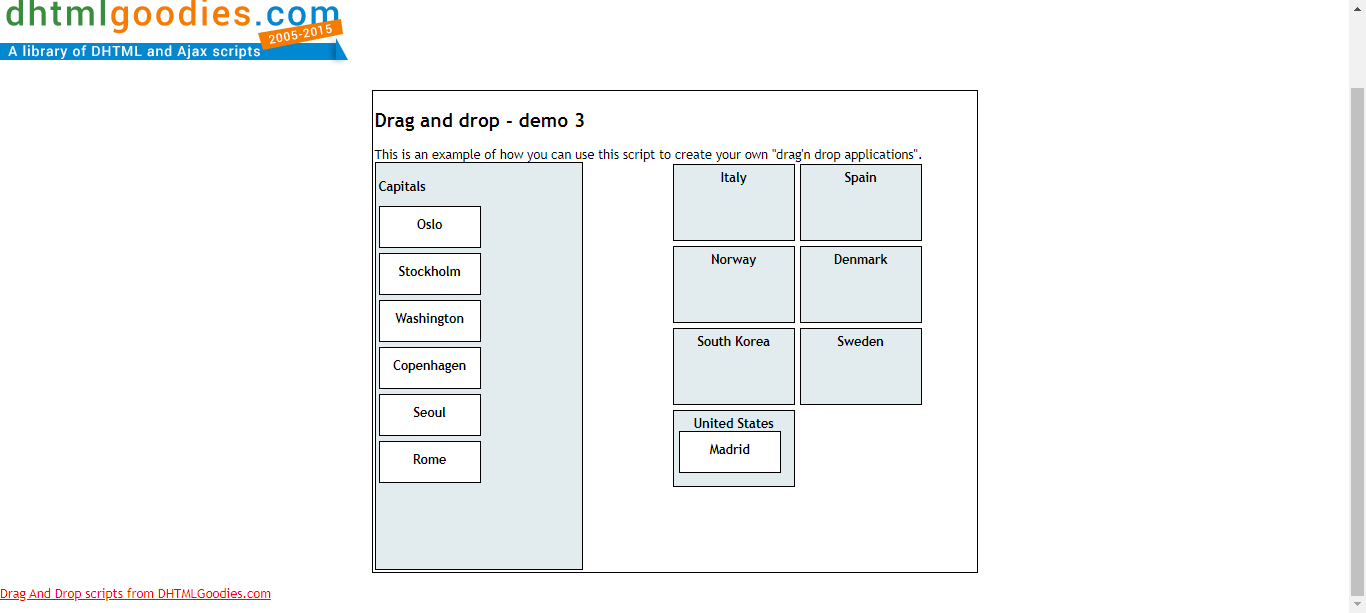 dhtmlgoodies.com
2005-2015
A library of DHTML and Ajax scripts
Drag and drop - demo 3
This is an example of how you can use this script to create your own "drag'n drop applications".
Capitals
Oslo
Stockholm
Washington
Copenhagen
Seoul
Rome
Italy
Spain
Norway
Denmark
South Korea
Sweden
United States
Madrid
Drag And Drop scripts from DHTMLGoodies.com